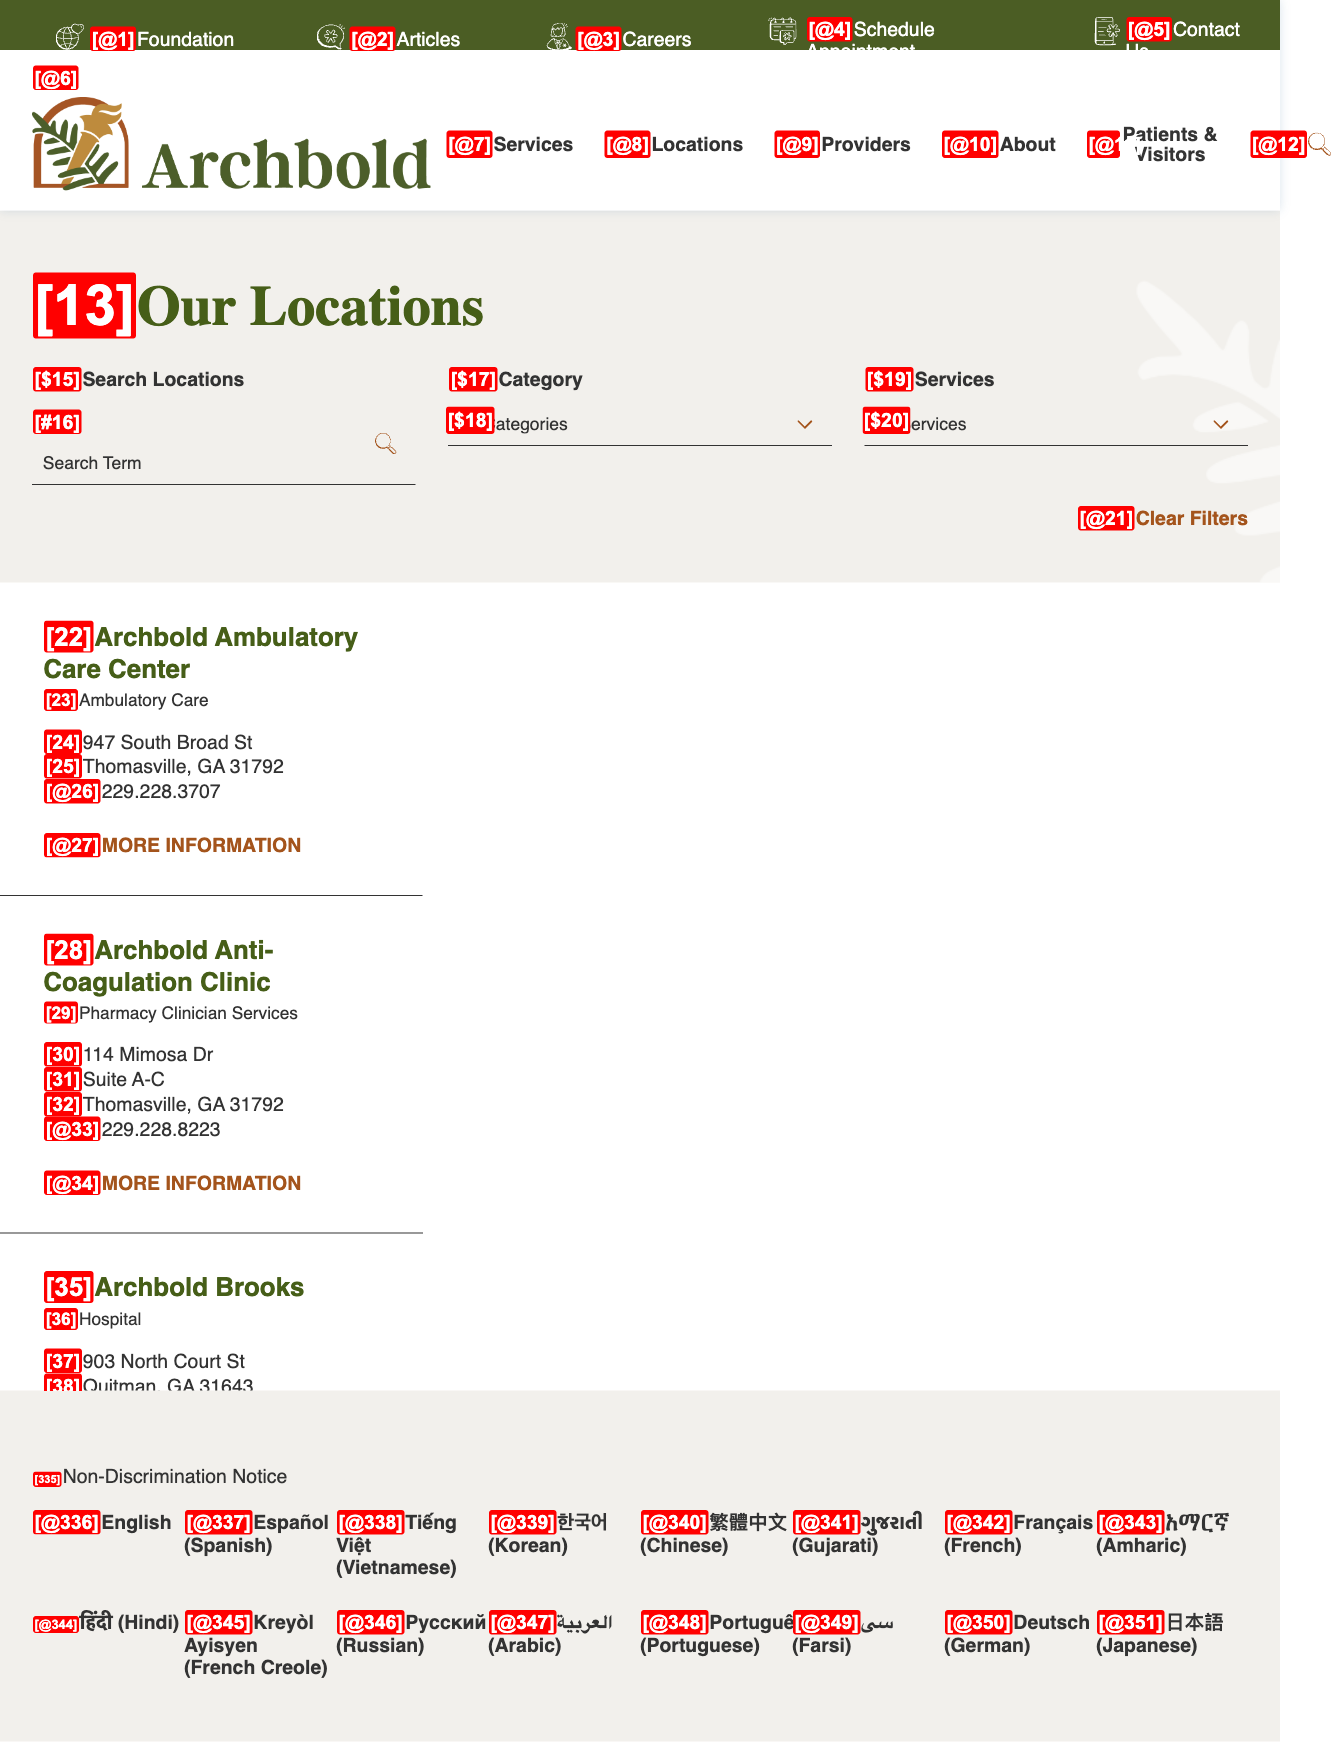 [@1]Foundation
[@2]Articles
[@3]Careers
[@4]Schedule
[@5]Contact
[@6]
Archbold
[@7]Services
[@8]Locations
[@9]Providers
[@10]About
Patients &
Visitors
[@12]
[13]Our Locations
[$15]Search Locations
[#16]
Search Term
[$17]Category
[$18]ategories
[$19]Services
[$20]ervices
[@21]Clear Filters
[22]Archbold Ambulatory
Care Center
[23]Ambulatory Care
[24]947 South Broad St
[25]Thomasville, GA 31792
[@26]229.228.3707
[@27]MORE INFORMATION
[28]Archbold Anti-
Coagulation Clinic
[29]Pharmacy Clinician Services
[30]114 Mimosa Dr
[31]Suite A-C
[32]Thomasville, GA 31792
[@33]229.228.8223
[@34]MORE INFORMATION
[35]Archbold Brooks
[36]Hospital
[37]903 North Court St
[38]Quitman, GA 31643
[335]Non-Discrimination Notice
[@336]English
[@337]Español
(Spanish)
[@338]Tiếng
Việt
(Vietnamese)
[@339]한국어
(Korean)
[@340]繁體中文
(Chinese)
[@341]ગુજરાતી
(Gujarati)
[@342]Français
(French)
[@343]አማርኛ
(Amharic)
[@344]हिंदी (Hindi)
[@345]Kreyòl
Ayisyen
(French Creole)
[@346]Русский
(Russian)
[@347]العربية
(Arabic)
[@348]Portuguê
(Portuguese)
[@349]سی
(Farsi)
[@350]Deutsch
(German)
[@351]日本語
(Japanese)